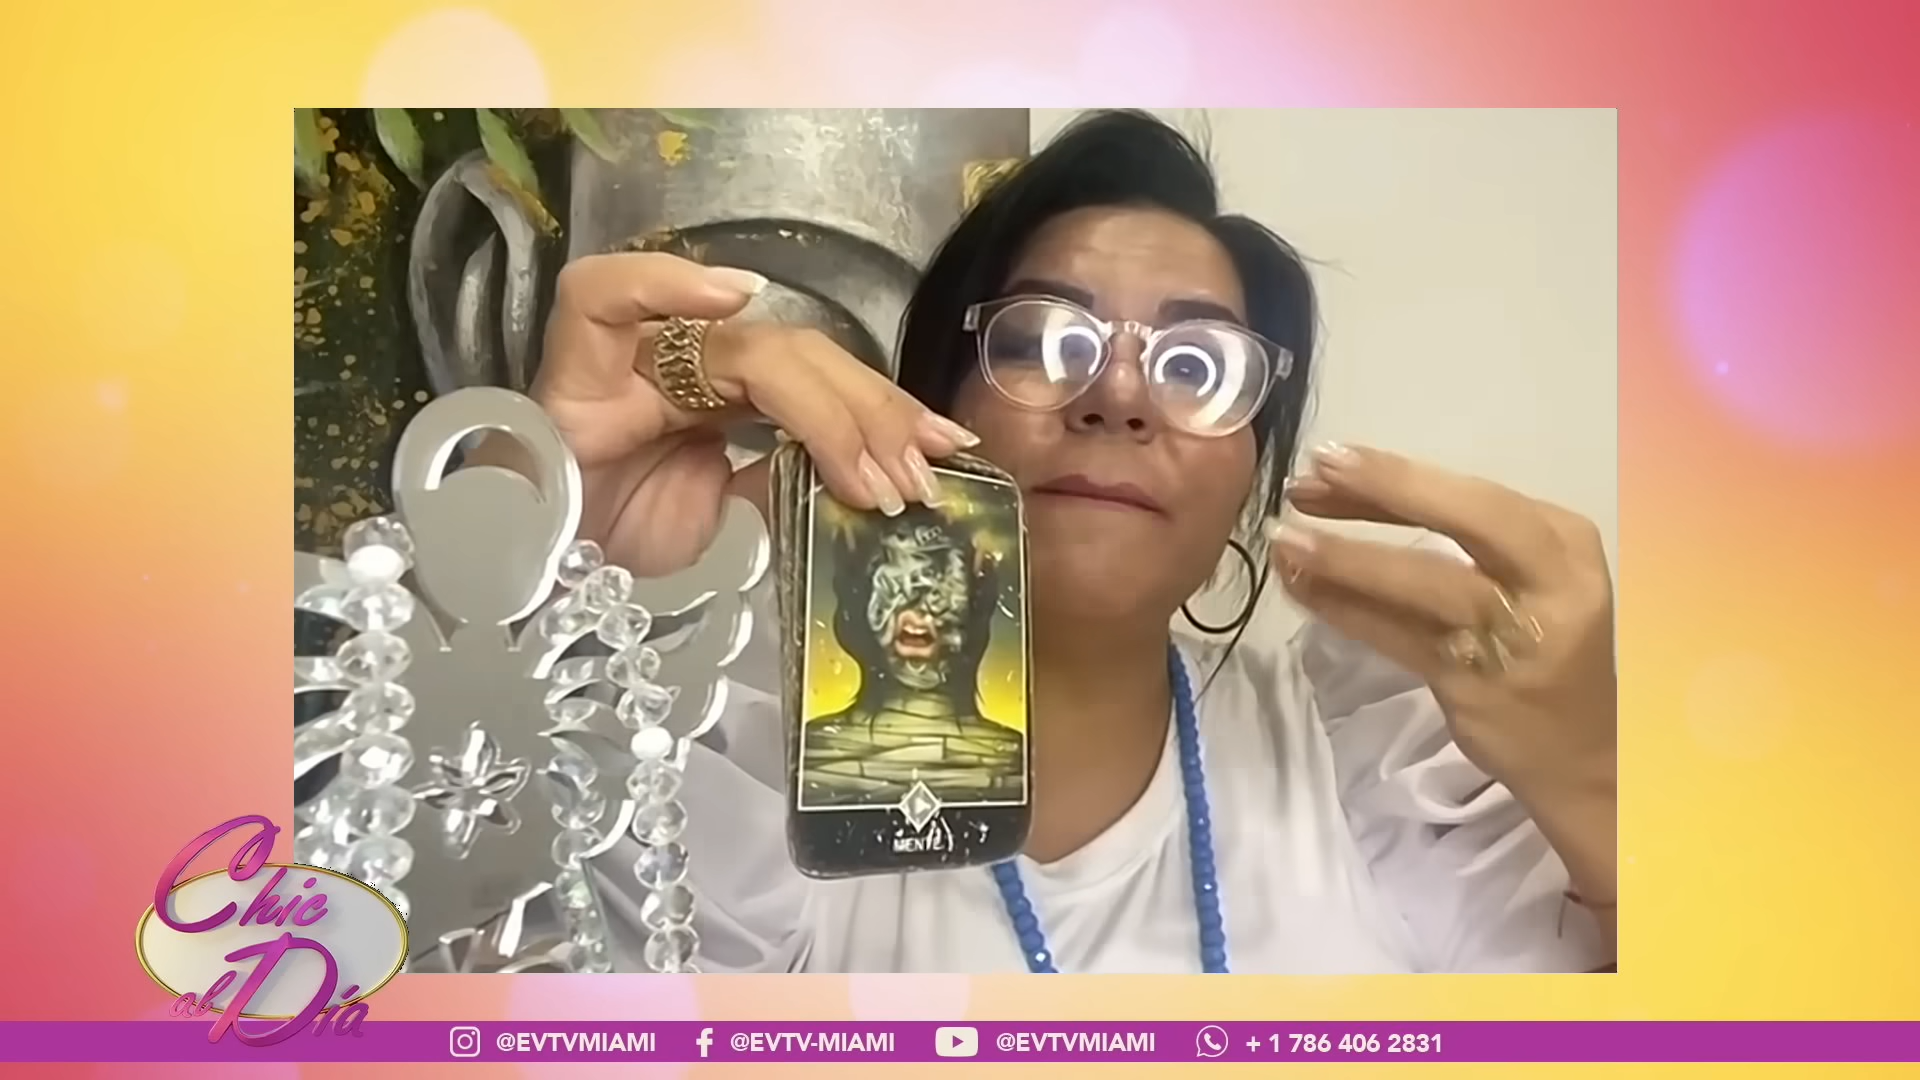 MENTE
Chic
al Día
@EVTVMIAMI
@EVTV-MIAMI
@EVTVMIAMI
+ 1 786 406 2831